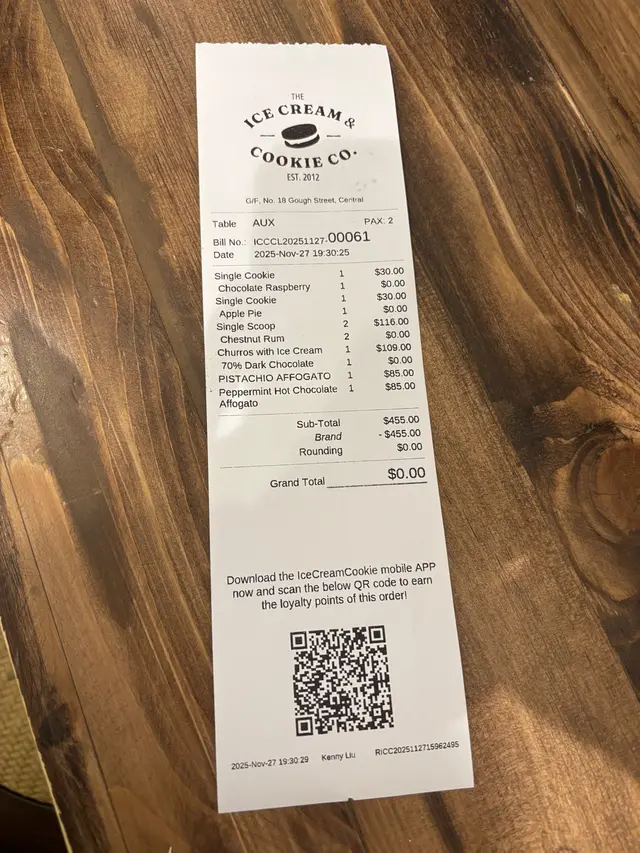 THE
ICE CREAM &
COOKIE CO.
EST. 2012
G/F, No. 18 Gough Street, Central
Table AUX PAX: 2
Bill No.: ICCCL20251127-00061
Date 2025-Nov-27 19:30:25
Single Cookie 1 $30.00
Chocolate Raspberry 1 $0.00
Single Cookie 1 $30.00
Apple Pie 1 $0.00
Single Scoop 2 $116.00
Chestnut Rum 2 $0.00
Churros with Ice Cream 1 $109.00
70% Dark Chocolate 1 $0.00
PISTACHIO AFFOGATO 1 $85.00
Peppermint Hot Chocolate 1 $85.00
Affogato
Sub-Total $455.00
Brand - $455.00
Rounding $0.00
Grand Total $0.00
Download the IceCreamCookie mobile APP
now and scan the below QR code to earn
the loyalty points of this order!
2025-Nov-27 19:30:29 Kenny Liu RICC2025112715962495